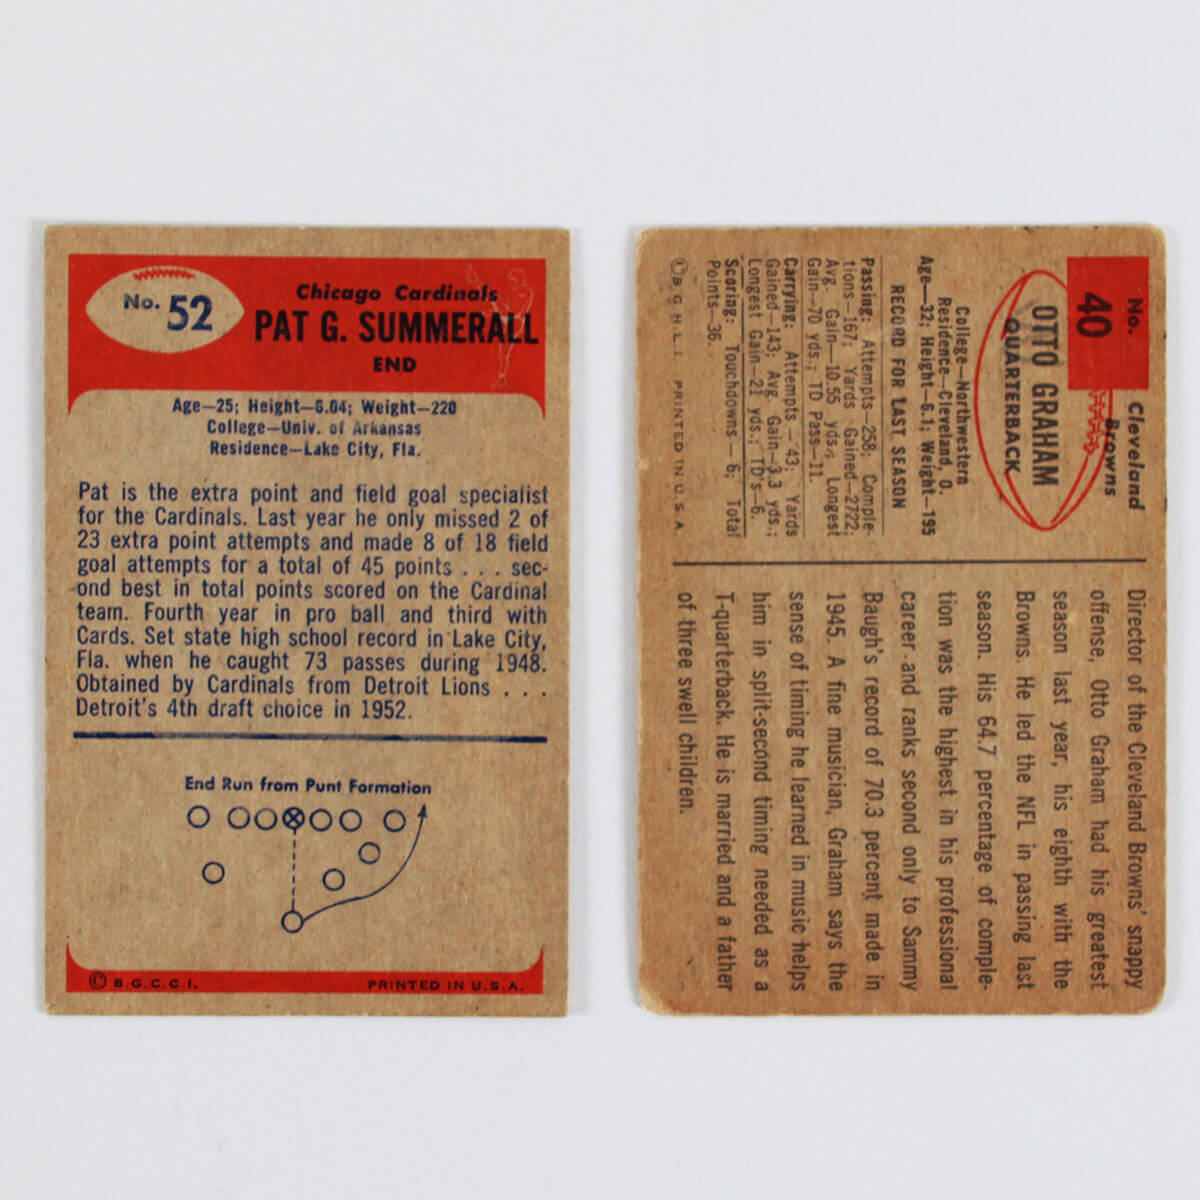 No. 52
Chicago Cardinals
PAT G. SUMMERALL
END
Age—25; Height—6.04; Weight—220
College—Univ. of Arkansas
Residence—Lake City, Fla.
Pat is the extra point and field goal specialist
for the Cardinals. Last year he only missed 2 of
23 extra point attempts and made 8 of 18 field
goal attempts for a total of 45 points . . . sec-
ond best in total points scored on the Cardinal
team. Fourth year in pro ball and third with
Cards. Set state high school record in Lake City,
Fla. when he caught 73 passes during 1948.
Obtained by Cardinals from Detroit Lions . . .
Detroit's 4th draft choice in 1952.
End Run from Punt Formation
© B.G.C.C.I. PRINTED IN U.S.A.
No.
40
Cleveland
Browns
OTTO GRAHAM
QUARTERBACK
College—Northwestern
Residence—Cleveland, O.
Age—32; Height—6.1; Weight—195
RECORD FOR LAST SEASON
Passing: Attempts—258; Comple-
tions—167; Yards Gained—2722;
Avg. Gain—10.55 yds.; Longest
Gain—70 yds.; TD Pass—11.
Carrying: Attempts—43; Yards
Gained—143; Avg. Gain—3.3 yds.;
Longest Gain—21 yds.; TD's—6.
Scoring: Touchdowns—6; Total
Points—36.
© B.G.H.L.I. PRINTED IN U.S.A.
Director of the Cleveland Browns' snappy
offense, Otto Graham had his greatest
season last year, his eighth with the
Browns. He led the NFL in passing last
season. His 64.7 percentage of comple-
tion was the highest in his professional
career and ranks second only to Sammy
Baugh's record of 70.3 percent made in
1945. A fine musician, Graham says the
sense of timing he learned in music helps
him in split-second timing needed as a
T-quarterback. He is married and a father
of three swell children.